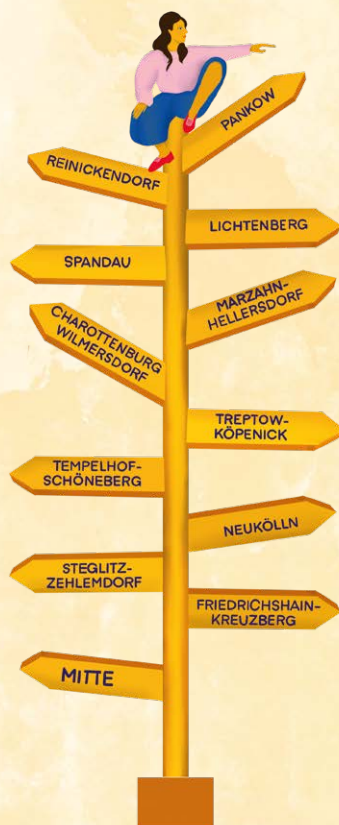 PANKOW
REINICKENDORF
LICHTENBERG
SPANDAU
MARZAHN-
HELLERSDORF
CHAROTTENBURG
WILMERSDORF
TREPTOW-
KÖPENICK
TEMPELHOF-
SCHÖNEBERG
NEUKÖLLN
STEGLITZ-
ZEHLEMDORF
FRIEDRICHSHAIN-
KREUZBERG
MITTE